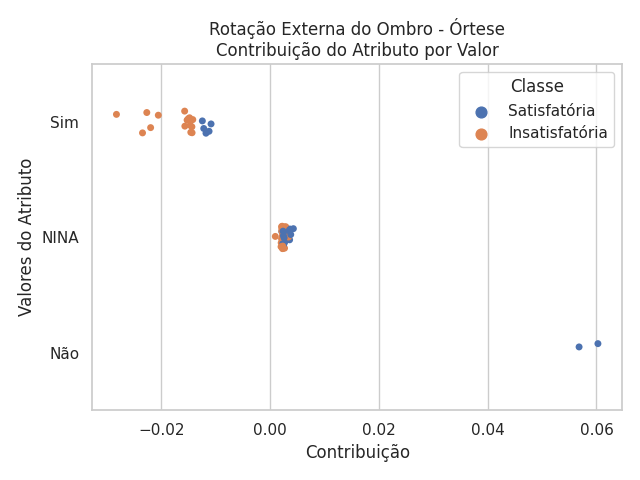 Rotação Externa do Ombro - Órtese
Contribuição do Atributo por Valor
Classe
Satisfatória
Insatisfatória
Valores do Atributo
Sim
NINA
Não
−0.02
0.00
0.02
0.04
0.06
Contribuição